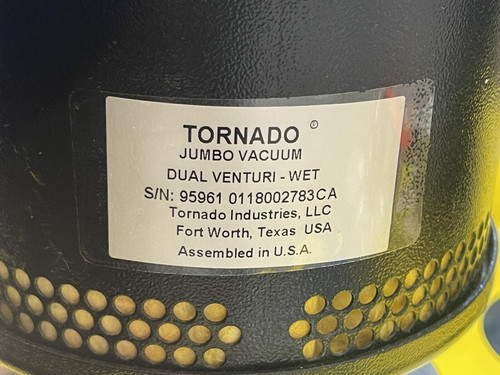 TORNADO ®
JUMBO VACUUM
DUAL VENTURI - WET
S/N: 95961 0118002783CA
Tornado Industries, LLC
Fort Worth, Texas USA
Assembled in U.S.A.